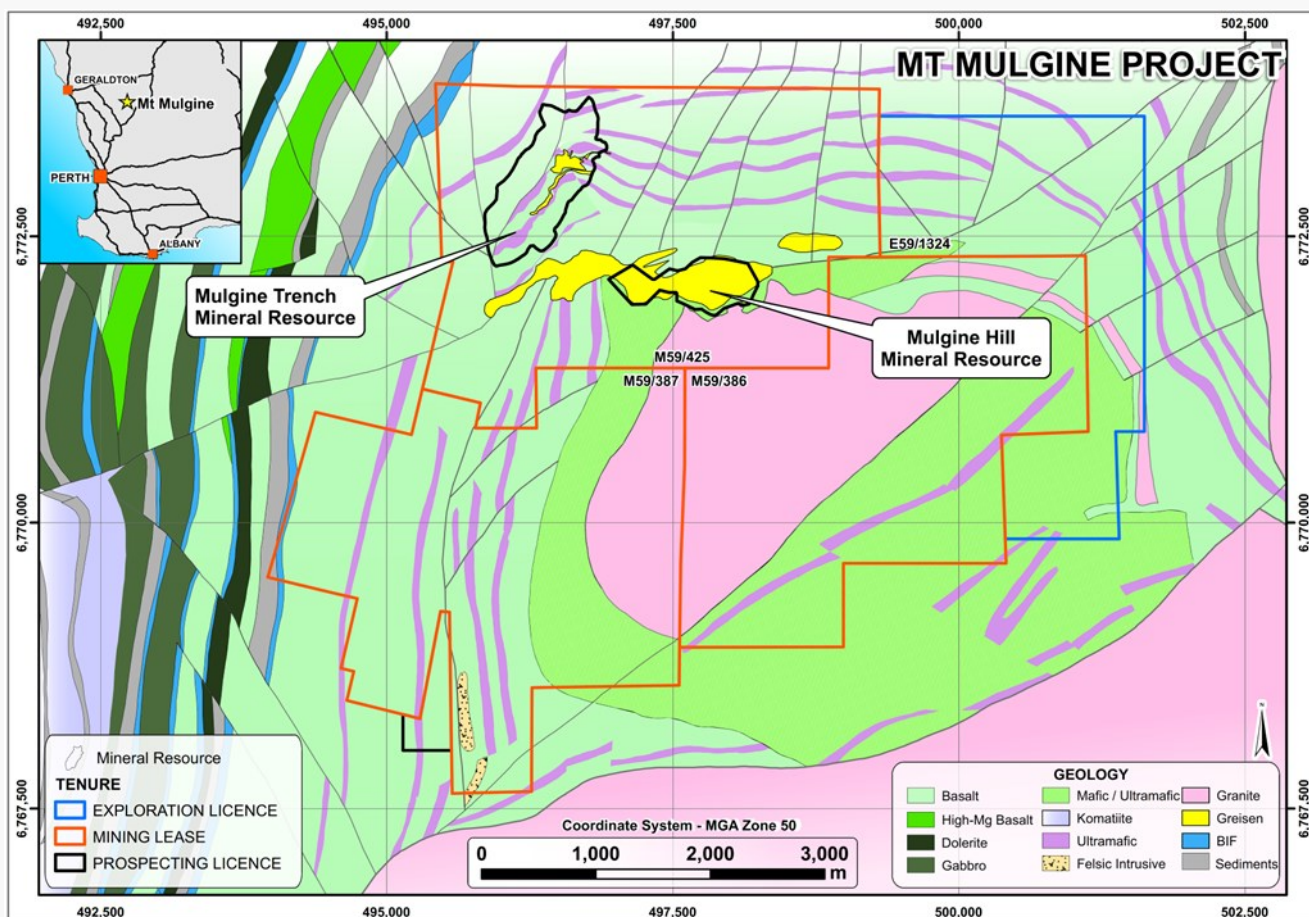 492,500 495,000 497,500 500,000 502,500
MT MULGINE PROJECT
GERALDTON
Mt Mulgine
PERTH
ALBANY
6,772,500 6,772,500
E59/1324
Mulgine Trench
Mineral Resource
Mulgine Hill
Mineral Resource
M59/425
M59/387 M59/386
6,770,000 6,770,000
6,767,500 6,767,500
Mineral Resource
TENURE
EXPLORATION LICENCE
MINING LEASE
PROSPECTING LICENCE
Coordinate System - MGA Zone 50
0 1,000 2,000 3,000
m
N
GEOLOGY
Basalt Mafic / Ultramafic Granite
High-Mg Basalt Komatiite Greisen
Dolerite Ultramafic BIF
Gabbro Felsic Intrusive Sediments
492,500 495,000 497,500 500,000 502,500